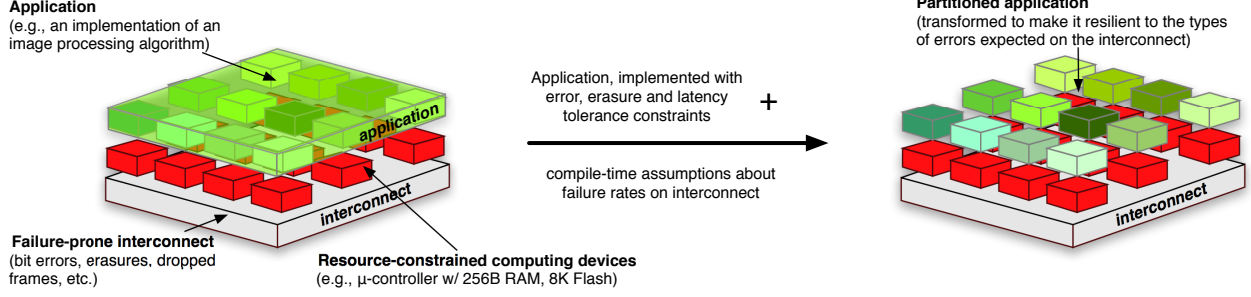 Application
(e.g., an implementation of an
image processing algorithm)
application
interconnect
Failure-prone interconnect
(bit errors, erasures, dropped
frames, etc.)
Resource-constrained computing devices
(e.g., μ-controller w/ 256B RAM, 8K Flash)
Application, implemented with
error, erasure and latency
tolerance constraints
+
compile-time assumptions about
failure rates on interconnect
Partitioned application
(transformed to make it resilient to the types
of errors expected on the interconnect)
interconnect